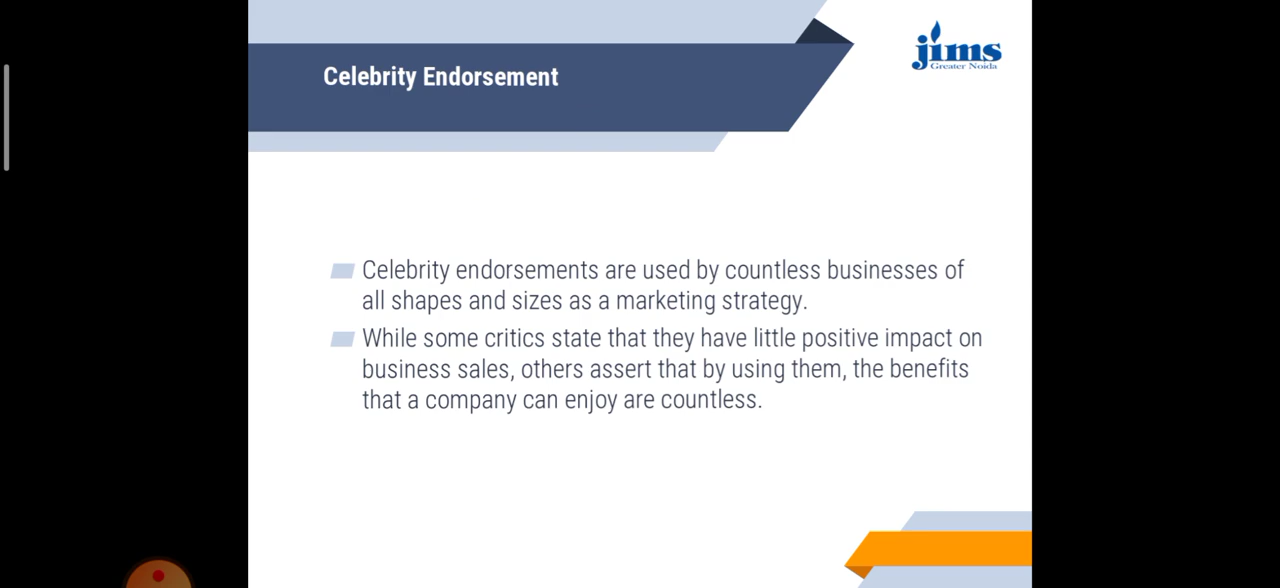 Celebrity Endorsement
jims
Greater Noida
Celebrity endorsements are used by countless businesses of
all shapes and sizes as a marketing strategy.
While some critics state that they have little positive impact on
business sales, others assert that by using them, the benefits
that a company can enjoy are countless.